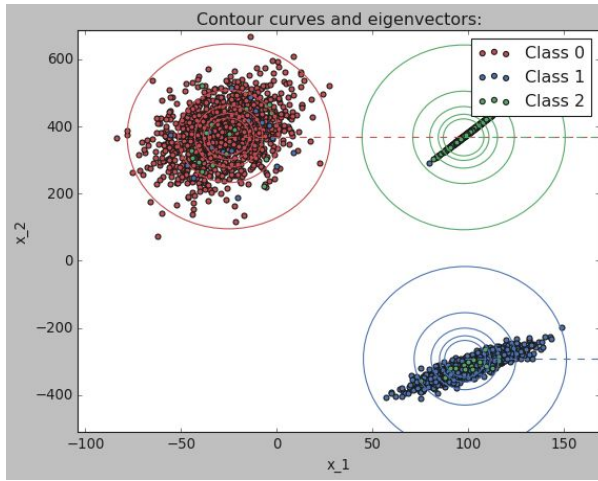 Contour curves and eigenvectors:
Class 0
Class 1
Class 2
600
400
200
0
−200
−400
x_2
−100
−50
0
50
100
150
x_1